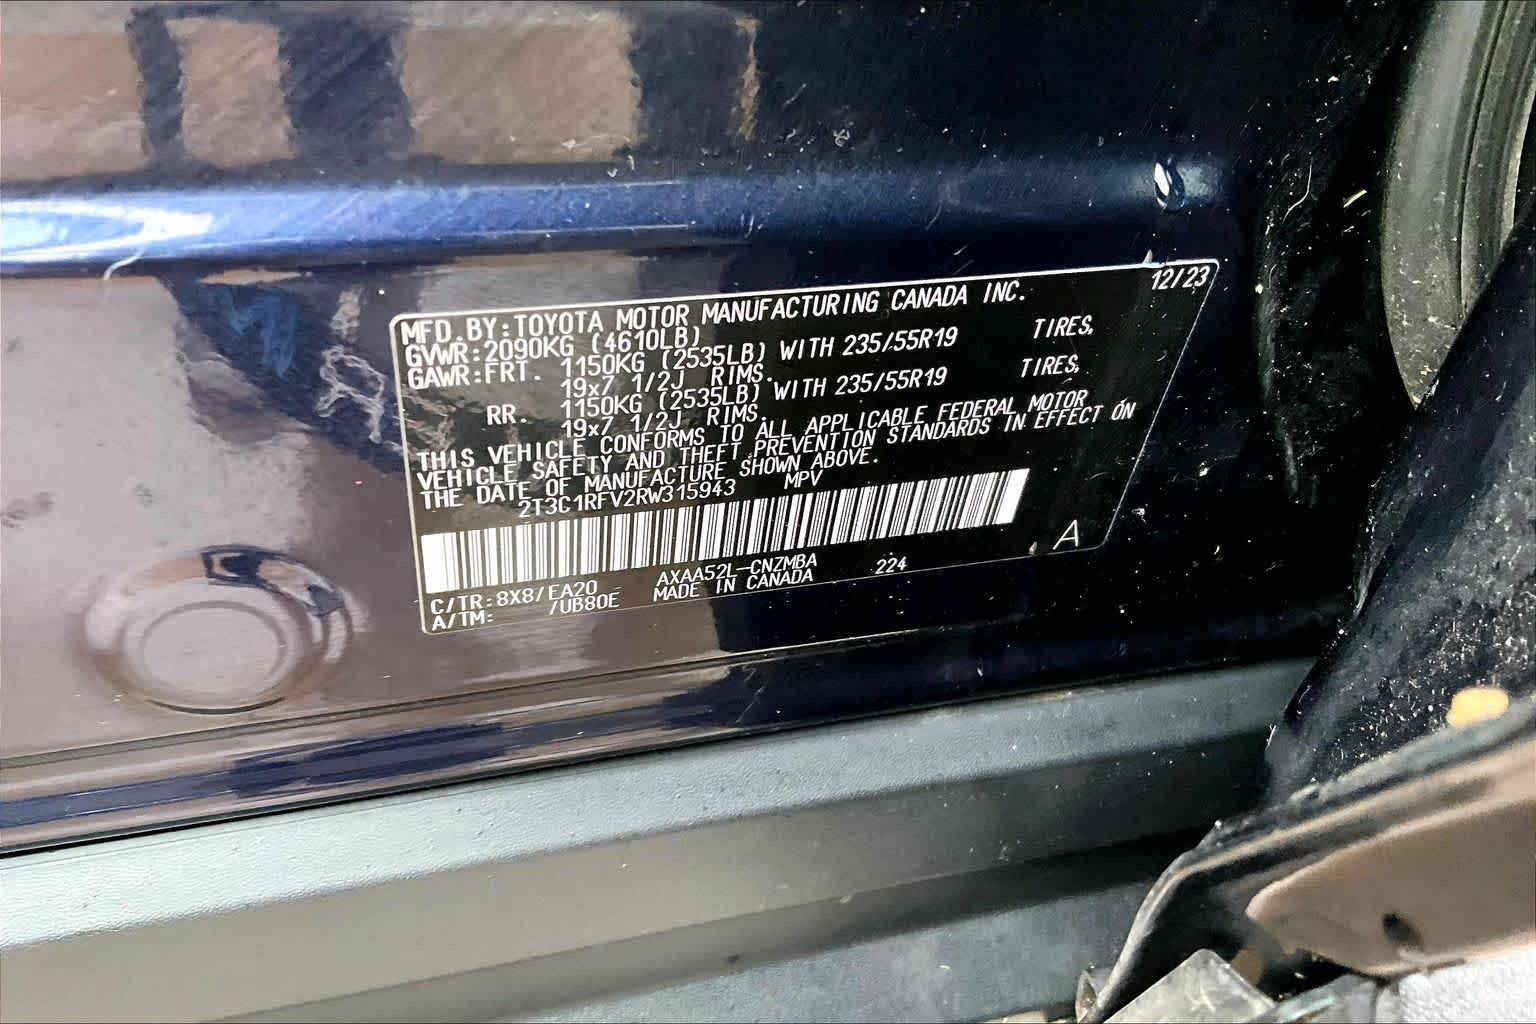 12/23
MFD.BY:TOYOTA MOTOR MANUFACTURING CANADA INC.
GVWR:2090KG (4610LB)
GAWR:FRT. 1150KG (2535LB) WITH 235/55R19 TIRES,
19x7 1/2J RIMS.
RR. 1150KG (2535LB) WITH 235/55R19 TIRES,
19x7 1/2J RIMS.
THIS VEHICLE CONFORMS TO ALL APPLICABLE FEDERAL MOTOR
VEHICLE SAFETY AND THEFT PREVENTION STANDARDS IN EFFECT ON
THE DATE OF MANUFACTURE SHOWN ABOVE.
2T3C1RFV2RW315943 MPV
A
C/TR:8X8/EA20 AXAA52L-CNZMBA 224
A/TM: /UB80E MADE IN CANADA